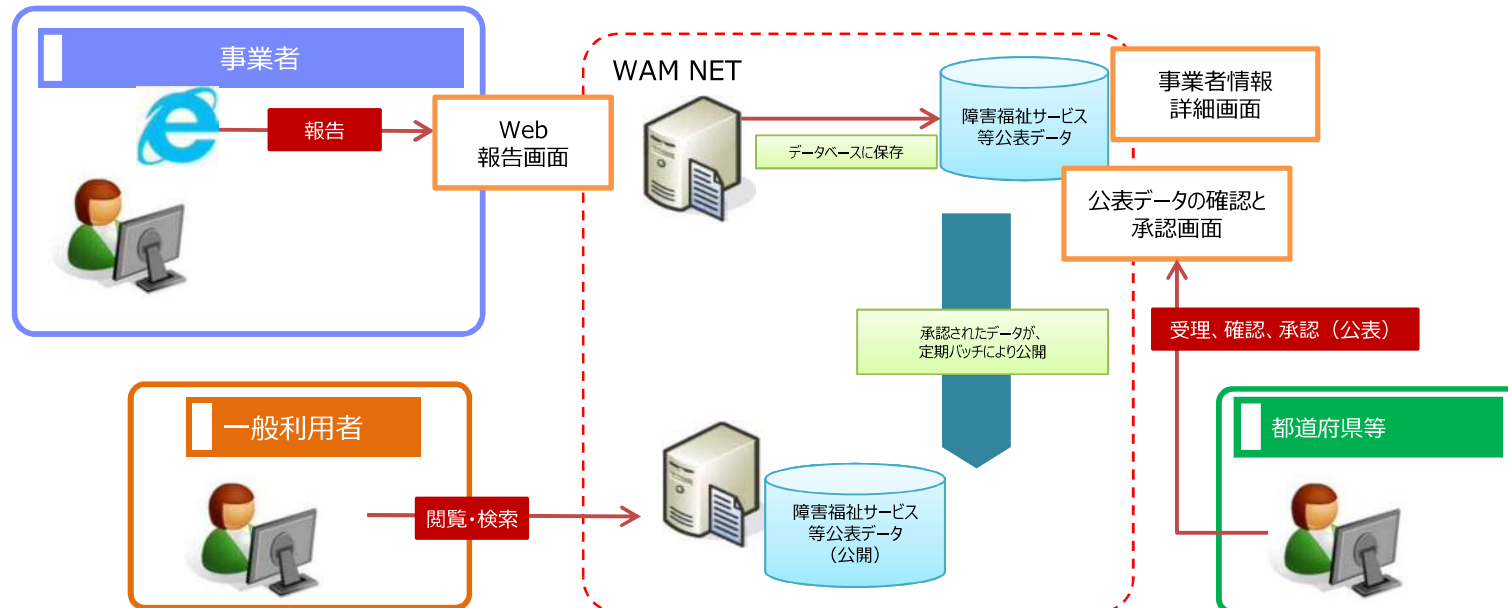 事業者
報告
Web
報告画面
WAM NET
データベースに保存
障害福祉サービス
等公表データ
事業者情報
詳細画面
公表データの確認と
承認画面
承認されたデータが、
定期バッチにより公開
受理、確認、承認（公表）
一般利用者
閲覧・検索
障害福祉サービス
等公表データ
（公開）
都道府県等